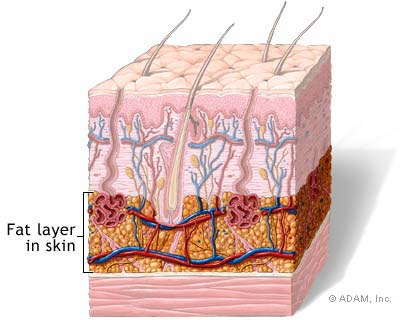 Fat layer
in skin
© ADAM, Inc.